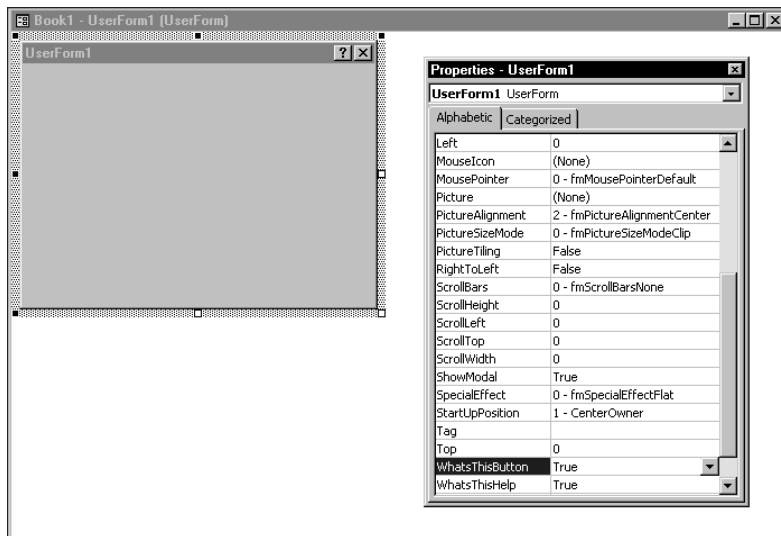 Book1 - UserForm1 (UserForm)
UserForm1
Properties - UserForm1
UserForm1 UserForm
Alphabetic Categorized
Left 0
MouseIcon (None)
MousePointer 0 - fmMousePointerDefault
Picture (None)
PictureAlignment 2 - fmPictureAlignmentCenter
PictureSizeMode 0 - fmPictureSizeModeClip
PictureTiling False
RightToLeft False
ScrollBars 0 - fmScrollBarsNone
ScrollHeight 0
ScrollLeft 0
ScrollTop 0
ScrollWidth 0
ShowModal True
SpecialEffect 0 - fmSpecialEffectFlat
StartUpPosition 1 - CenterOwner
Tag
Top 0
WhatsThisButton True
WhatsThisHelp True